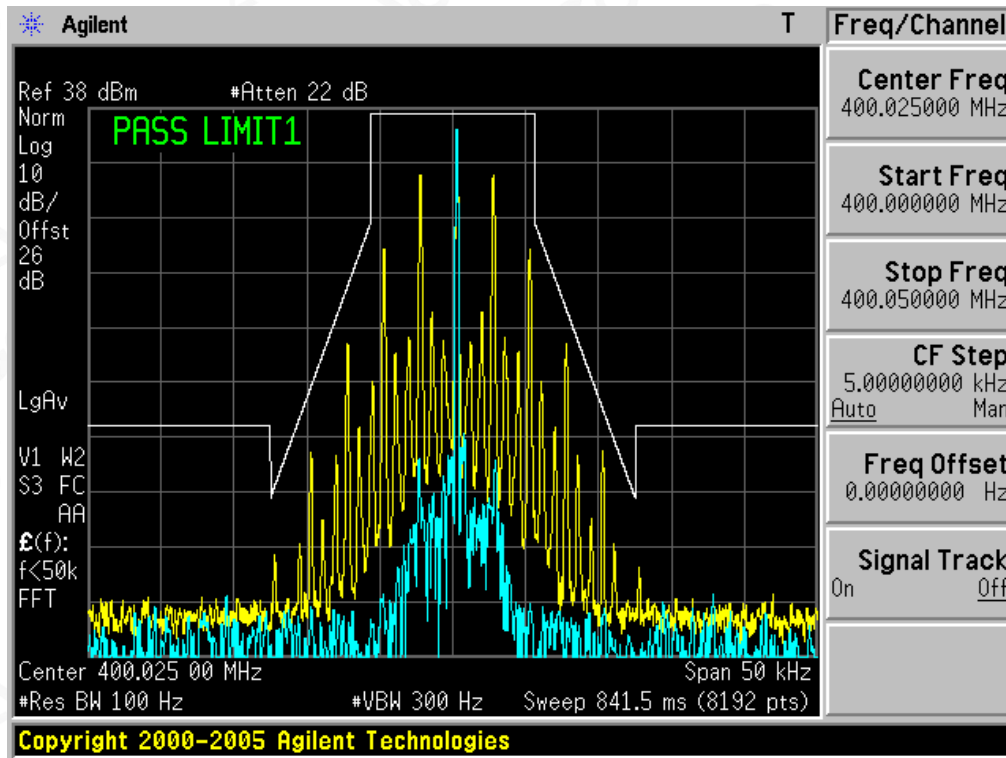 Agilent T
Freq/Channel
Ref 38 dBm #Atten 22 dB
Norm
Log
10
dB/
Offst
26
dB
PASS LIMIT1
LgAv
V1 W2
S3 FC
AA
£(f):
f<50k
FFT
Center 400.025 00 MHz Span 50 kHz
#Res BW 100 Hz #VBW 300 Hz Sweep 841.5 ms (8192 pts)
Copyright 2000-2005 Agilent Technologies
Center Freq
400.025000 MHz
Start Freq
400.000000 MHz
Stop Freq
400.050000 MHz
CF Step
5.00000000 kHz
Auto Man
Freq Offset
0.00000000 Hz
Signal Track
On Off